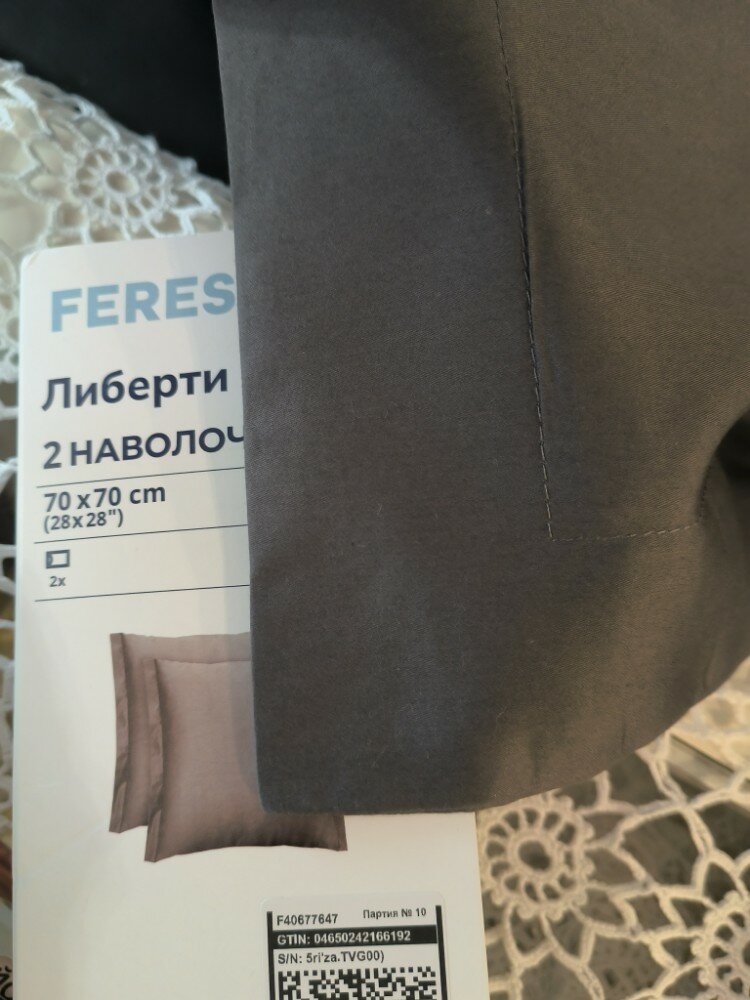 FERES
Либерти
2 НАВОЛОЧ
70 x 70 cm
(28x28")
2x
F40677647 Партия № 10
GTIN: 04650242166192
S/N: 5ri'za.TVG00)